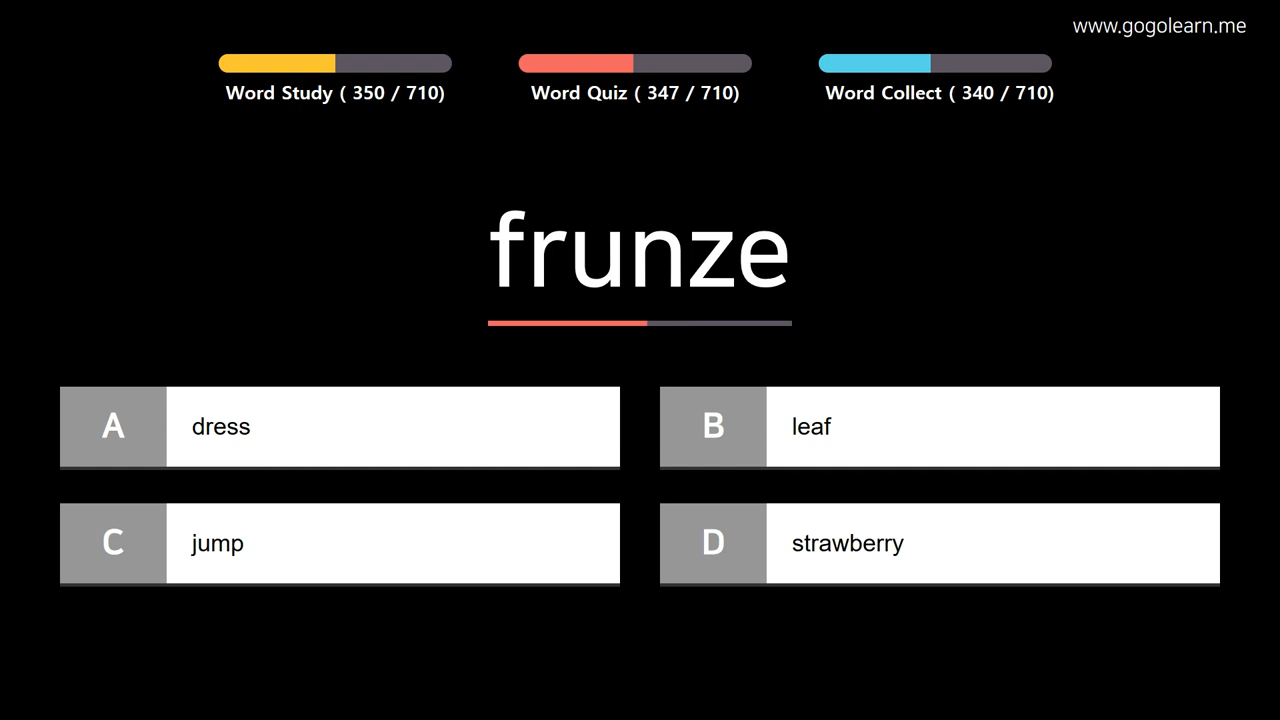 www.gogolearn.me
Word Study ( 350 / 710)
Word Quiz ( 347 / 710)
Word Collect ( 340 / 710)
frunze
A dress
B leaf
C jump
D strawberry